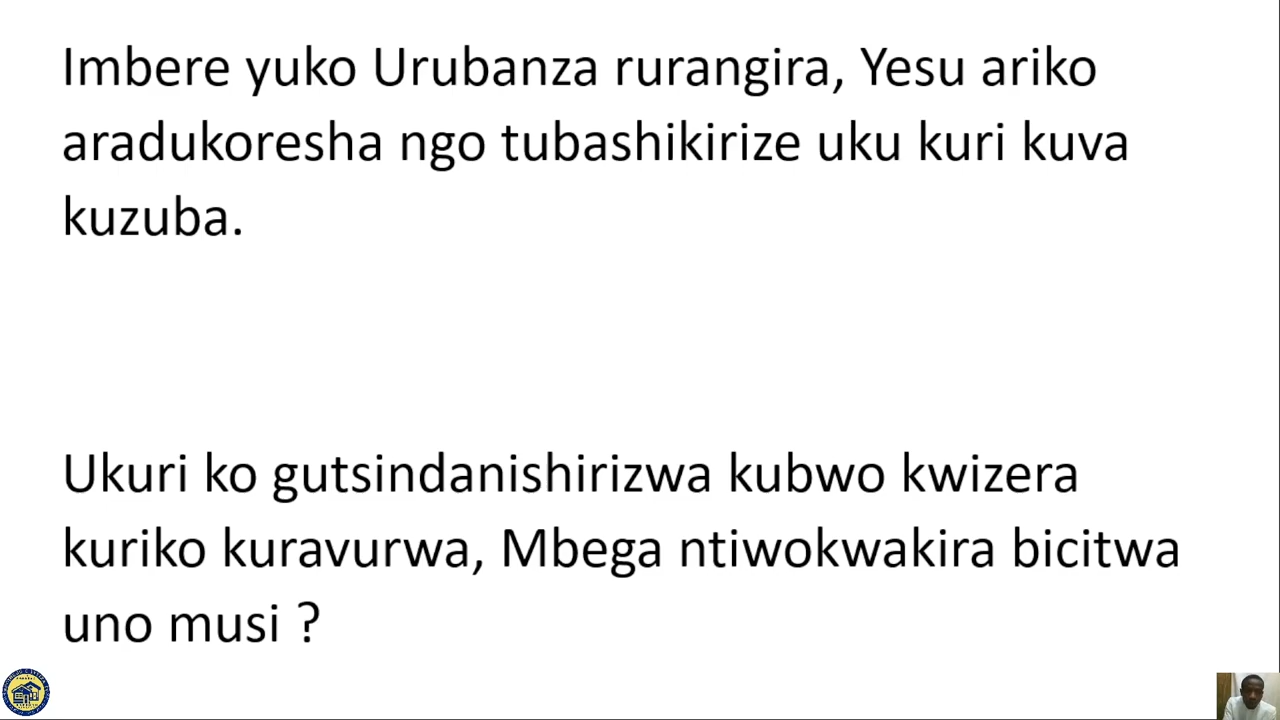 Imbere yuko Urubanza rurangira, Yesu ariko
aradukoresha ngo tubashikirize uku kuri kuva
kuzuba.
Ukuri ko gutsindanishirizwa kubwo kwizera
kuriko kuravurwa, Mbega ntiwokwakira bicitwa
uno musi ?